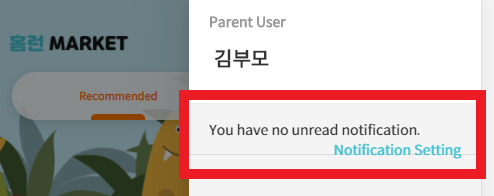 홈런 MARKET
Recommended
Parent User
김부모
You have no unread notification.
Notification Setting